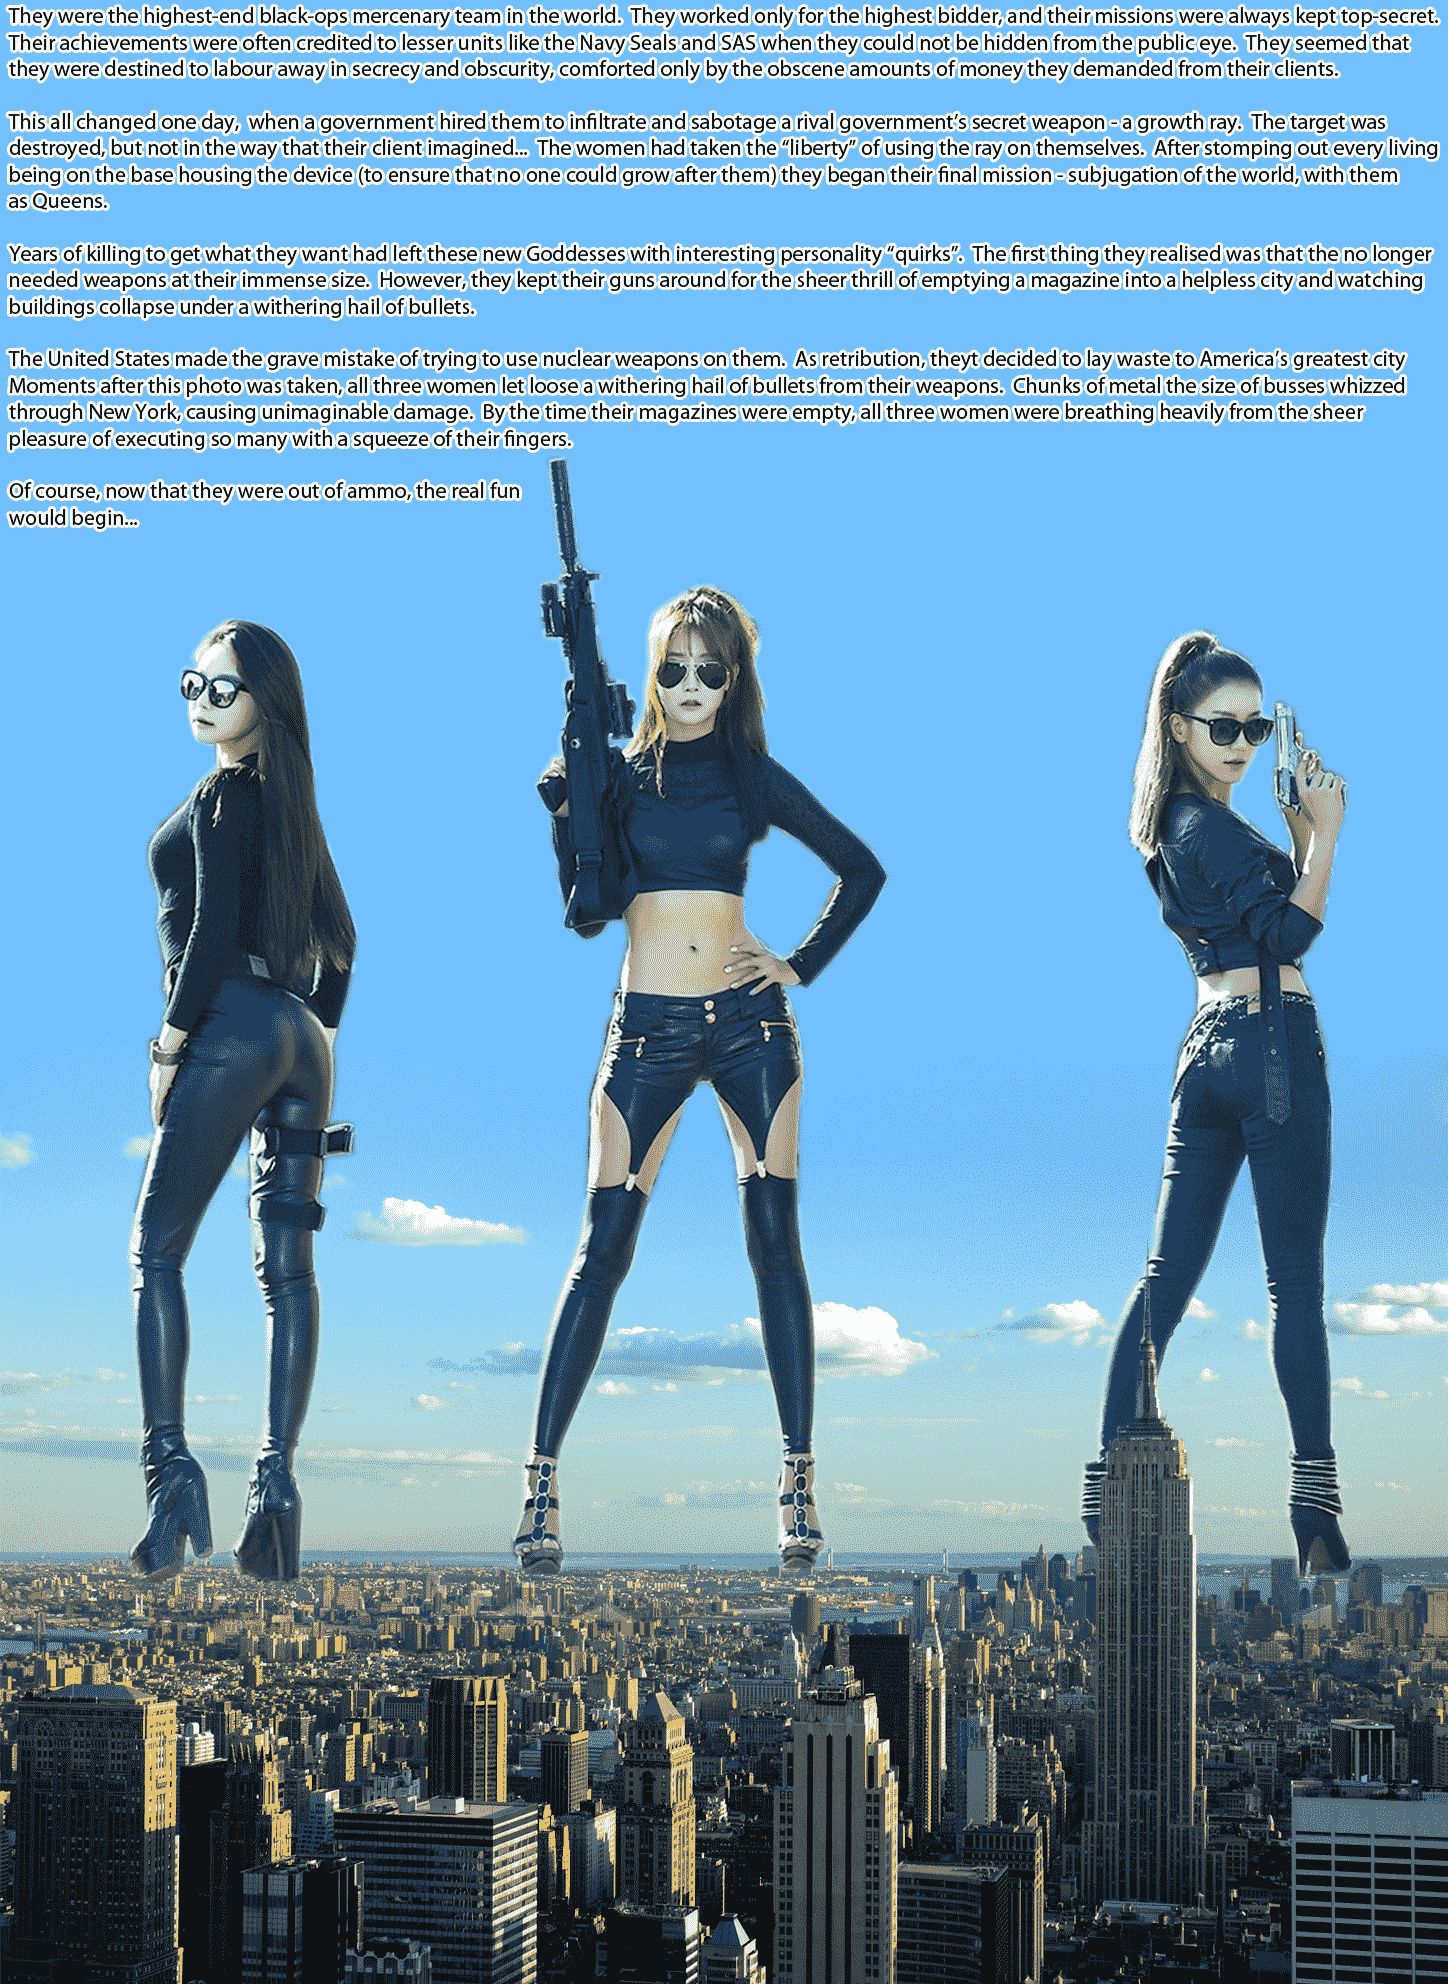 They were the highest-end black-ops mercenary team in the world.  They worked only for the highest bidder, and their missions were always kept top-secret.
Their achievements were often credited to lesser units like the Navy Seals and SAS when they could not be hidden from the public eye.  They seemed that
they were destined to labour away in secrecy and obscurity, comforted only by the obscene amounts of money they demanded from their clients.

This all changed one day,  when a government hired them to infiltrate and sabotage a rival government's secret weapon - a growth ray.  The target was
destroyed, but not in the way that their client imagined...  The women had taken the “liberty” of using the ray on themselves.  After stomping out every living
being on the base housing the device (to ensure that no one could grow after them) they began their final mission - subjugation of the world, with them
as Queens.

Years of killing to get what they want had left these new Goddesses with interesting personality “quirks”.  The first thing they realised was that the no longer
needed weapons at their immense size.  However, they kept their guns around for the sheer thrill of emptying a magazine into a helpless city and watching
buildings collapse under a withering hail of bullets.

The United States made the grave mistake of trying to use nuclear weapons on them.  As retribution, theyt decided to lay waste to America's greatest city
Moments after this photo was taken, all three women let loose a withering hail of bullets from their weapons.  Chunks of metal the size of busses whizzed
through New York, causing unimaginable damage.  By the time their magazines were empty, all three women were breathing heavily from the sheer
pleasure of executing so many with a squeeze of their fingers.

Of course, now that they were out of ammo, the real fun
would begin...